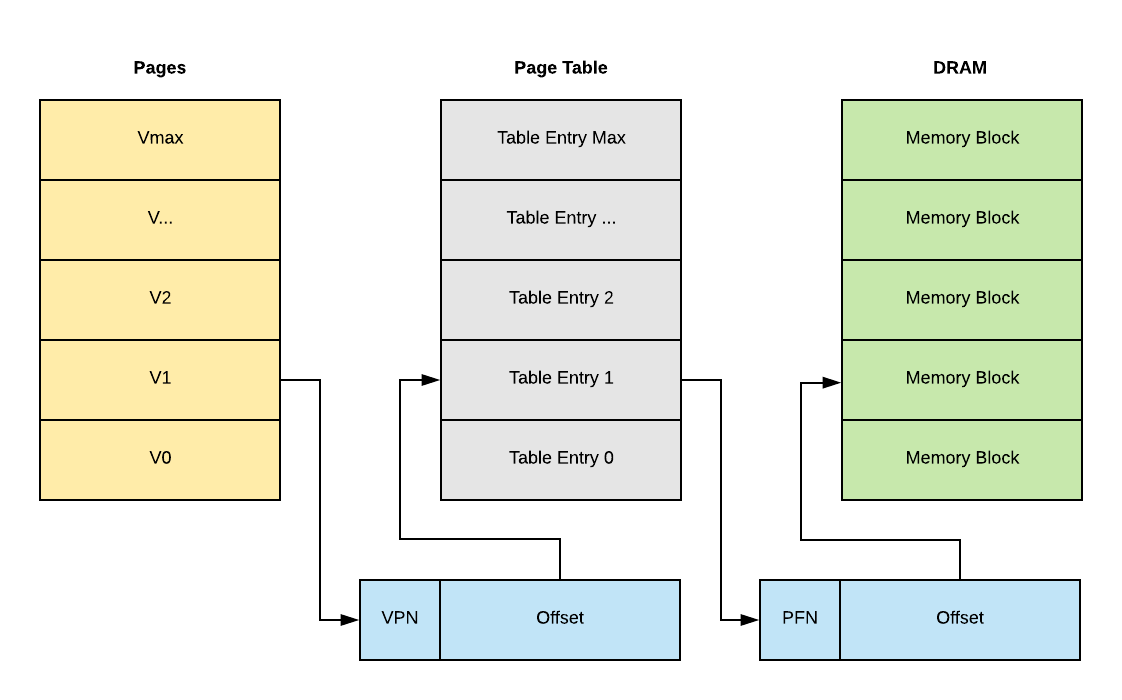 Pages
Page Table
DRAM
Vmax
Table Entry Max
Memory Block
V...
Table Entry ...
Memory Block
V2
Table Entry 2
Memory Block
V1
Table Entry 1
Memory Block
V0
Table Entry 0
Memory Block
VPN
Offset
PFN
Offset